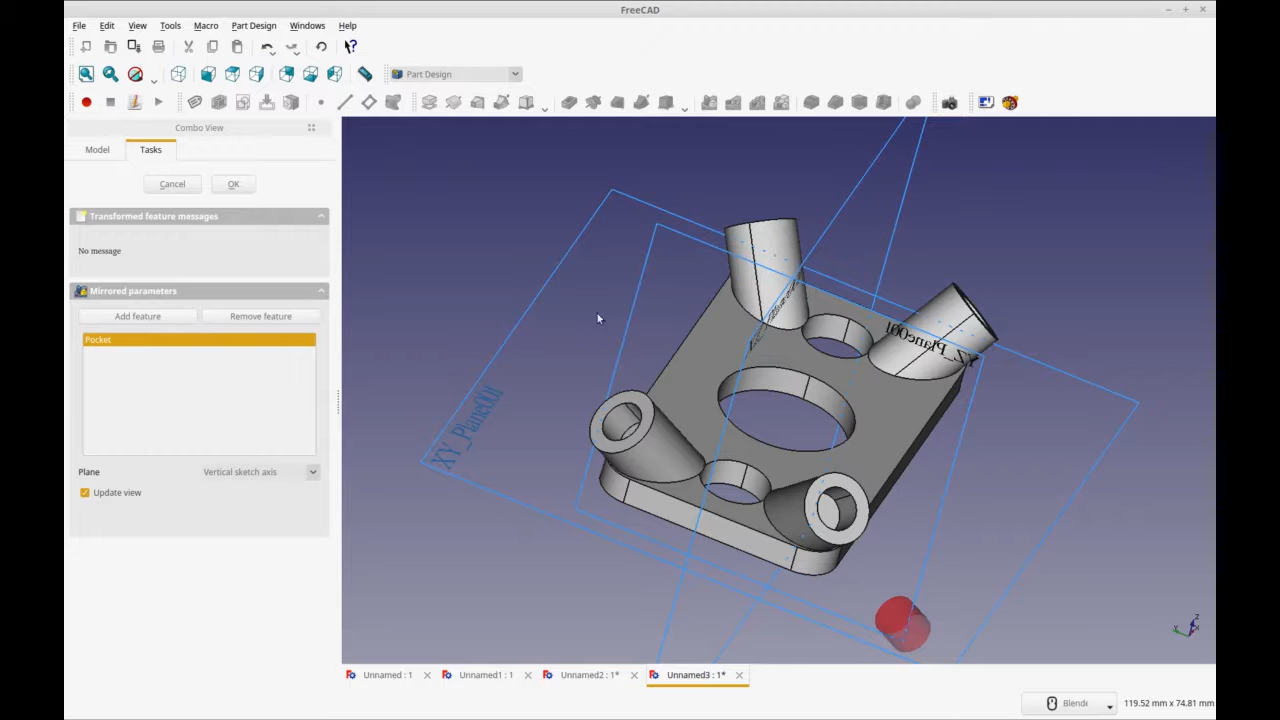 FreeCAD
File Edit View Tools Macro Part Design Windows Help
Part Design
Combo View
Model Tasks
Cancel OK
Transformed feature messages
No message
Mirrored parameters
Add feature Remove feature
Pocket
Plane Vertical sketch axis
Update view
YZ_Plane001
XY_Plane001
Z
Y X
Unnamed : 1 Unnamed1 : 1 Unnamed2 : 1* Unnamed3 : 1*
Blende 119.52 mm x 74.81 mm